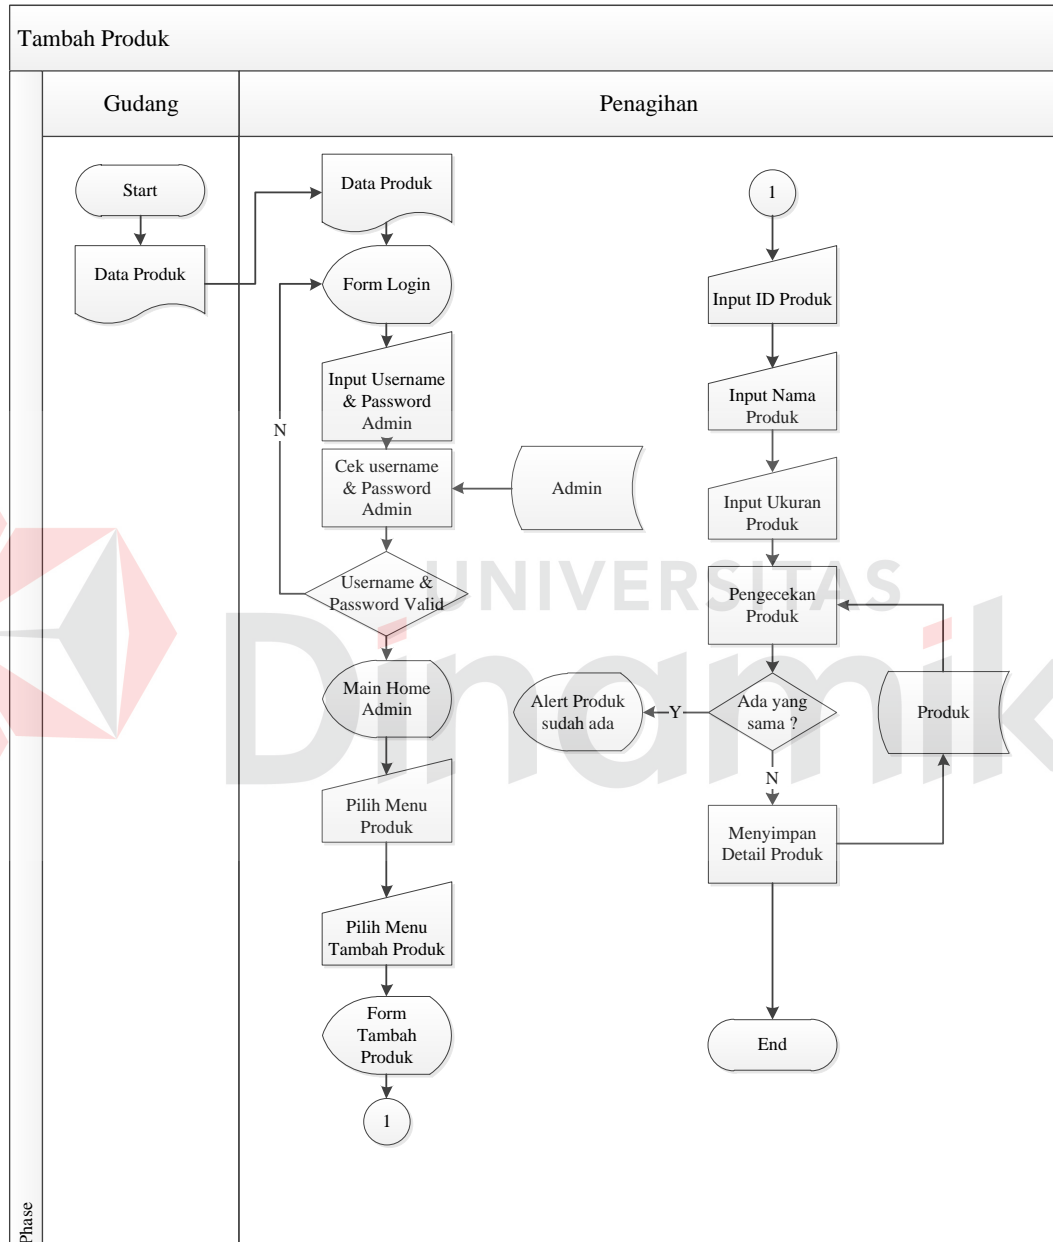 Tambah Produk
Gudang
Penagihan
Phase
Start
Data Produk
Data Produk
Form Login
Input Username
& Password
Admin
N
Cek username
& Password
Admin
Admin
Username &
Password Valid
Main Home
Admin
Pilih Menu
Produk
Pilih Menu
Tambah Produk
Form
Tambah
Produk
1
1
Input ID Produk
Input Nama
Produk
Input Ukuran
Produk
Pengecekan
Produk
Ada yang
sama ?
Y
Alert Produk
sudah ada
Produk
N
Menyimpan
Detail Produk
End
UNIVERSITAS
Dinamik